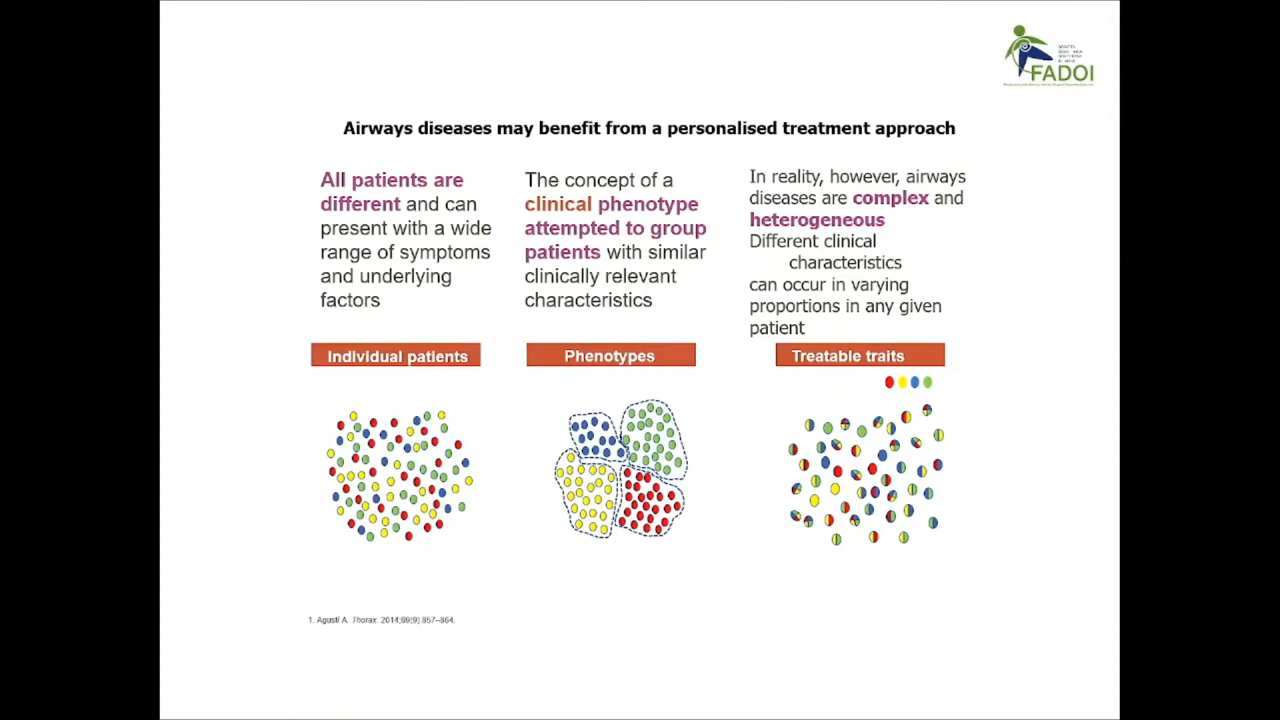 FADOI
Airways diseases may benefit from a personalised treatment approach
All patients are
different and can
present with a wide
range of symptoms
and underlying
factors
The concept of a
clinical phenotype
attempted to group
patients with similar
clinically relevant
characteristics
In reality, however, airways
diseases are complex and
heterogeneous
Different clinical
characteristics
can occur in varying
proportions in any given
patient
Individual patients
Phenotypes
Treatable traits
1. Agustí A. Thorax. 2014;69(9):857–864.